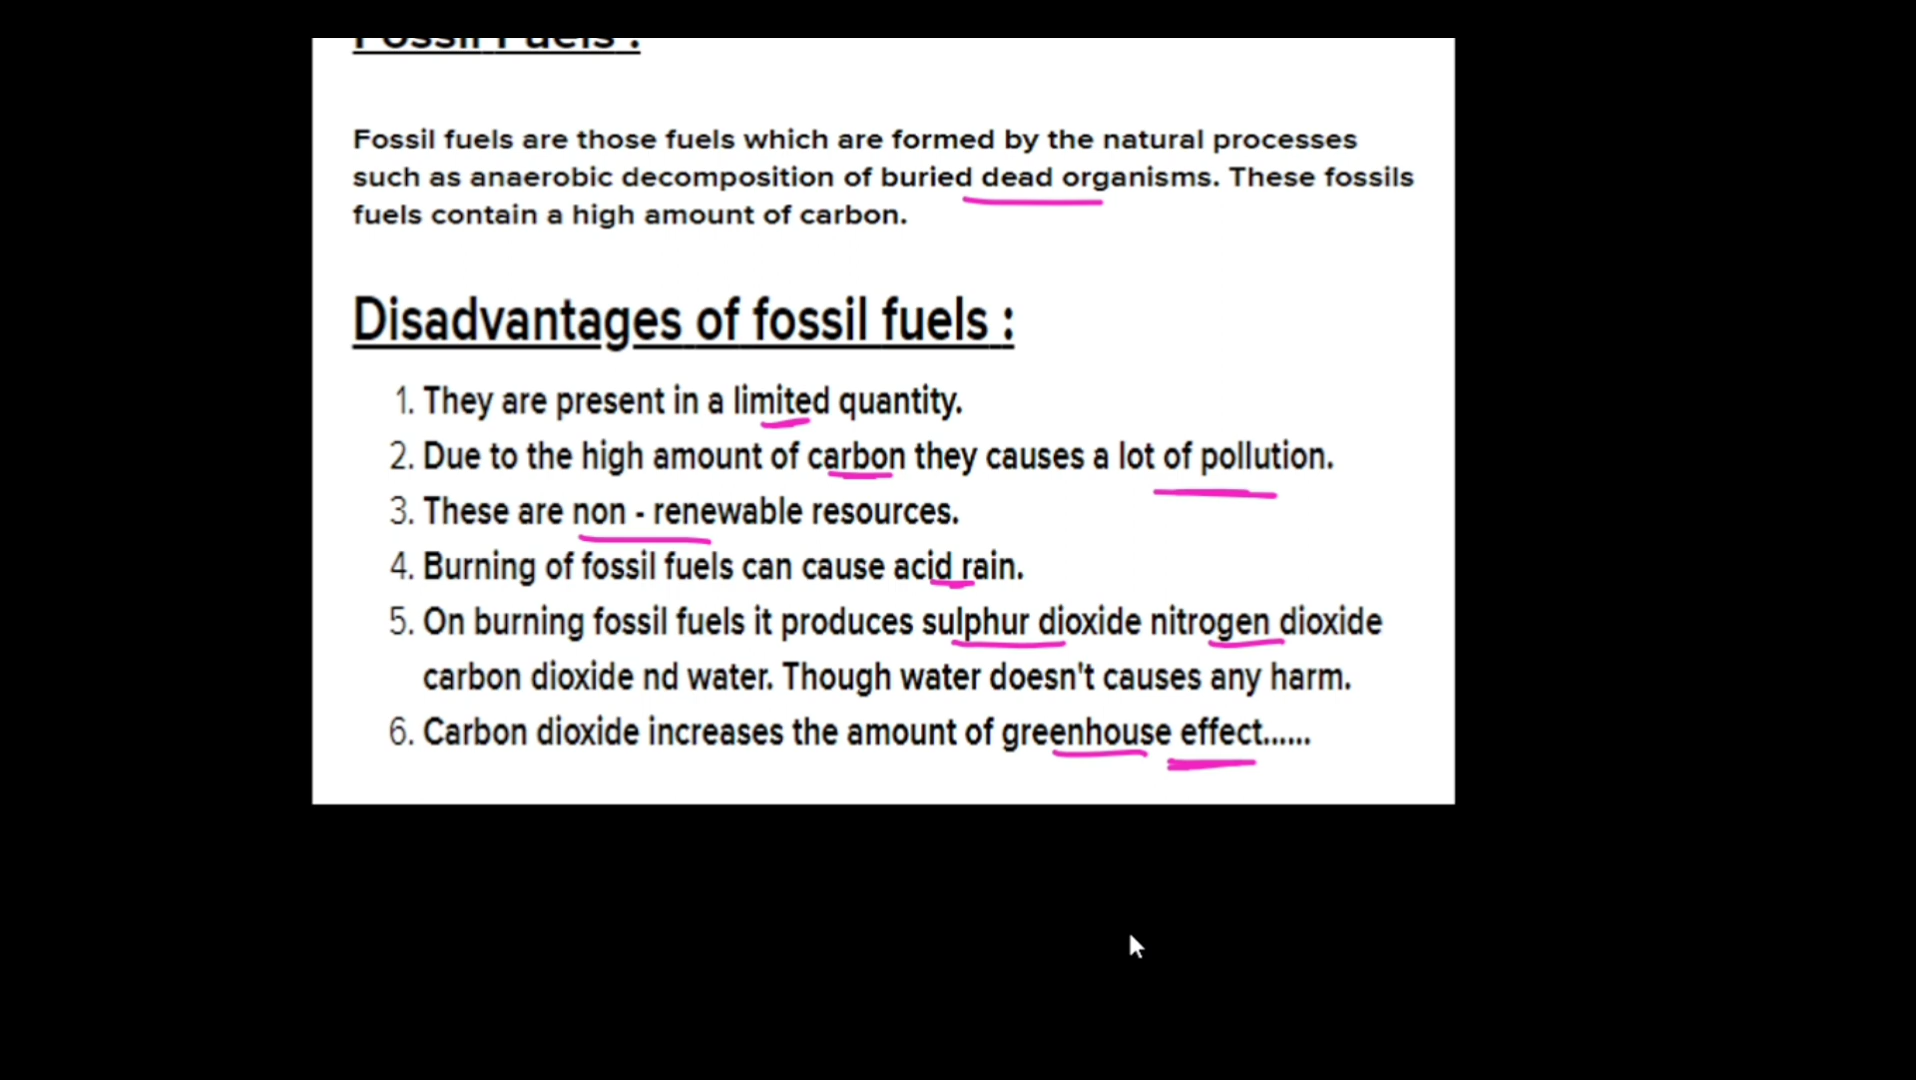 Fossil Fuels :
Fossil fuels are those fuels which are formed by the natural processes
such as anaerobic decomposition of buried dead organisms. These fossils
fuels contain a high amount of carbon.
Disadvantages of fossil fuels :
1. They are present in a limited quantity.
2. Due to the high amount of carbon they causes a lot of pollution.
3. These are non - renewable resources.
4. Burning of fossil fuels can cause acid rain.
5. On burning fossil fuels it produces sulphur dioxide nitrogen dioxide
carbon dioxide nd water. Though water doesn't causes any harm.
6. Carbon dioxide increases the amount of greenhouse effect......